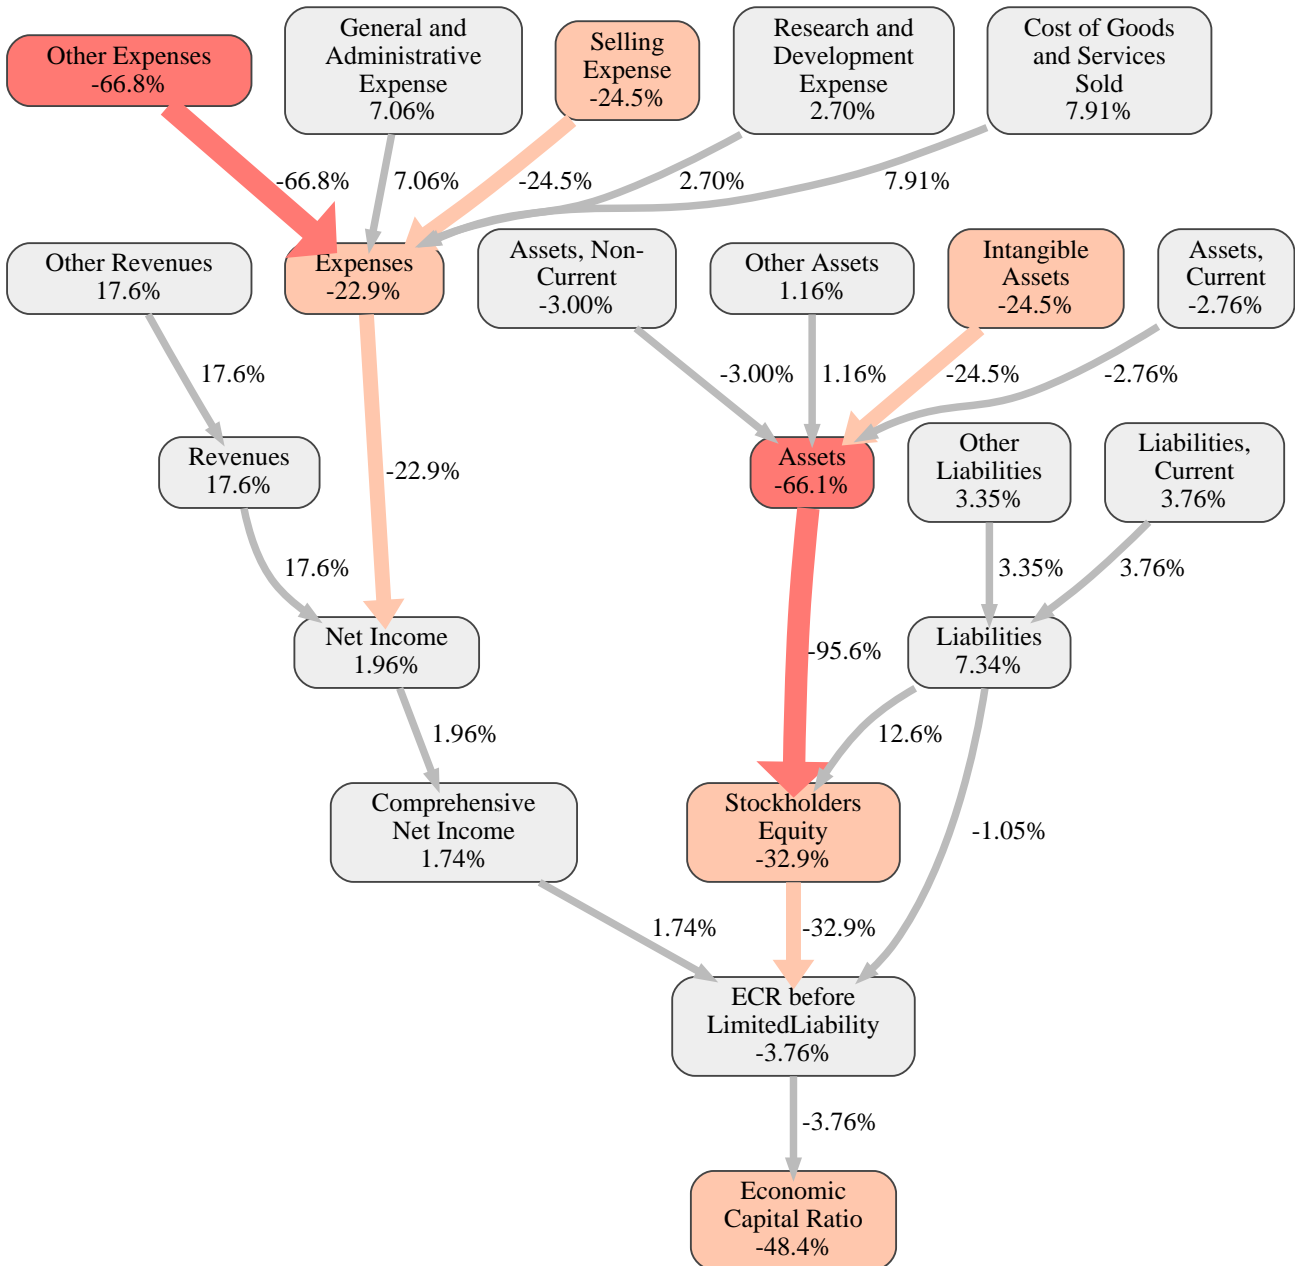 Other Expenses
-66.8%
General and
Administrative
Expense
7.06%
Selling
Expense
-24.5%
Research and
Development
Expense
2.70%
Cost of Goods
and Services
Sold
7.91%
-66.8%
7.06%
-24.5%
2.70%
7.91%
Other Revenues
17.6%
Expenses
-22.9%
Assets, Non-
Current
-3.00%
Other Assets
1.16%
Intangible
Assets
-24.5%
Assets,
Current
-2.76%
17.6%
-3.00%
1.16%
-24.5%
-2.76%
Revenues
17.6%
-22.9%
Assets
-66.1%
Other
Liabilities
3.35%
Liabilities,
Current
3.76%
17.6%
3.35%
3.76%
Net Income
1.96%
-95.6%
Liabilities
7.34%
1.96%
12.6%
Comprehensive
Net Income
1.74%
Stockholders
Equity
-32.9%
-1.05%
1.74%
-32.9%
ECR before
LimitedLiability
-3.76%
-3.76%
Economic
Capital Ratio
-48.4%